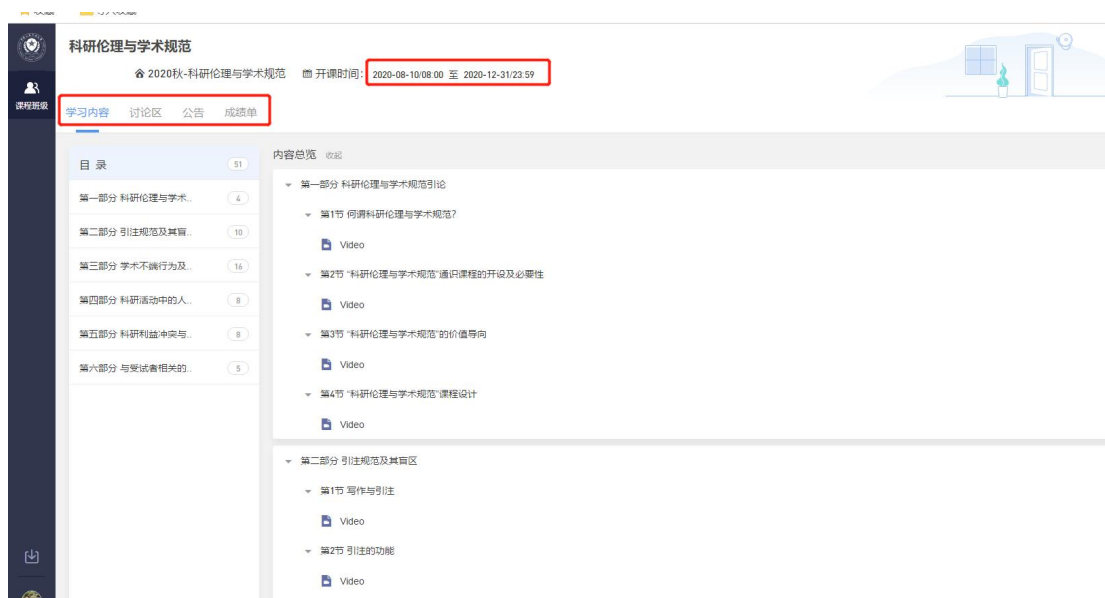 科研伦理与学术规范
2020秋-科研伦理与学术规范 开课时间: 2020-08-10/08:00 至 2020-12-31/23:59
课程班级
学习内容 讨论区 公告 成绩单
目 录 51
第一部分 科研伦理与学术.. 4
第二部分 引注规范及其盲.. 10
第三部分 学术不端行为及.. 16
第四部分 科研活动中的人.. 8
第五部分 科研利益冲突与.. 8
第六部分 与受试者相关的.. 5
内容总览 收起
第一部分 科研伦理与学术规范引论
第1节 何谓科研伦理与学术规范?
Video
第2节 “科研伦理与学术规范”通识课程的开设及必要性
Video
第3节 “科研伦理与学术规范”的价值导向
Video
第4节 “科研伦理与学术规范”课程设计
Video
第二部分 引注规范及其盲区
第1节 写作与引注
Video
第2节 引注的功能
Video